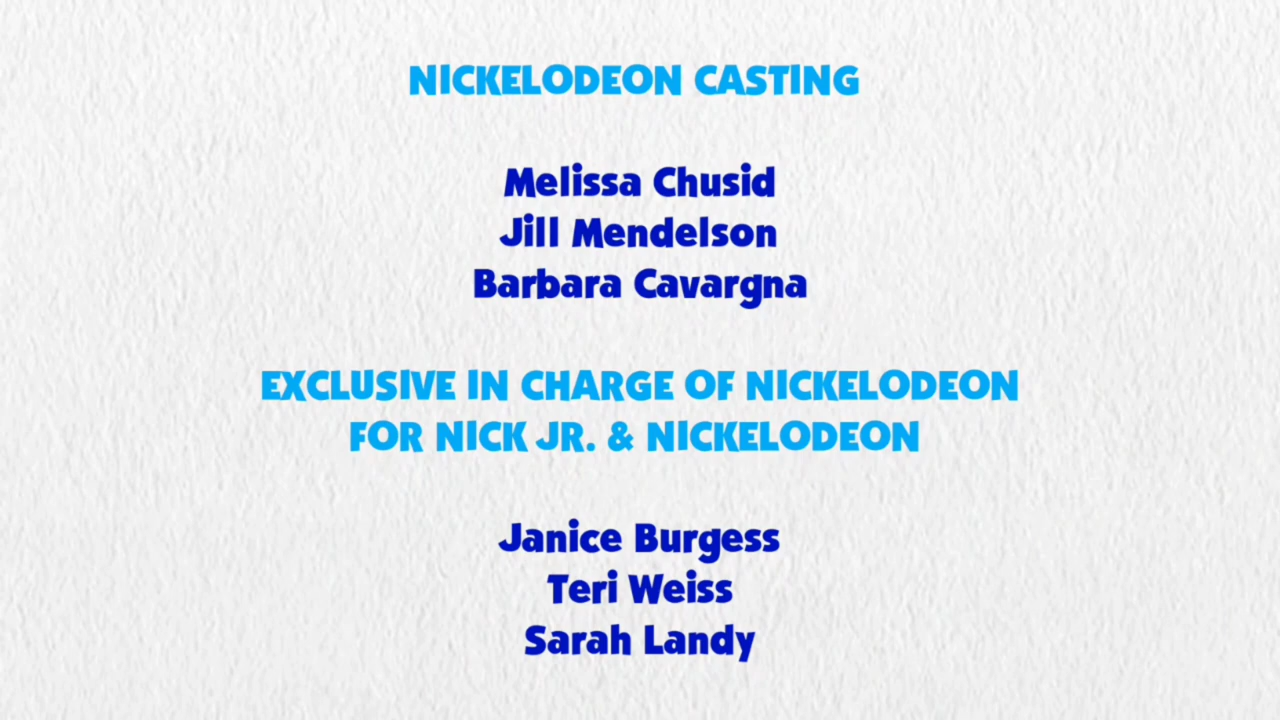 NICKELODEON CASTING
Melissa Chusid
Jill Mendelson
Barbara Cavargna
EXCLUSIVE IN CHARGE OF NICKELODEON
FOR NICK JR. & NICKELODEON
Janice Burgess
Teri Weiss
Sarah Landy